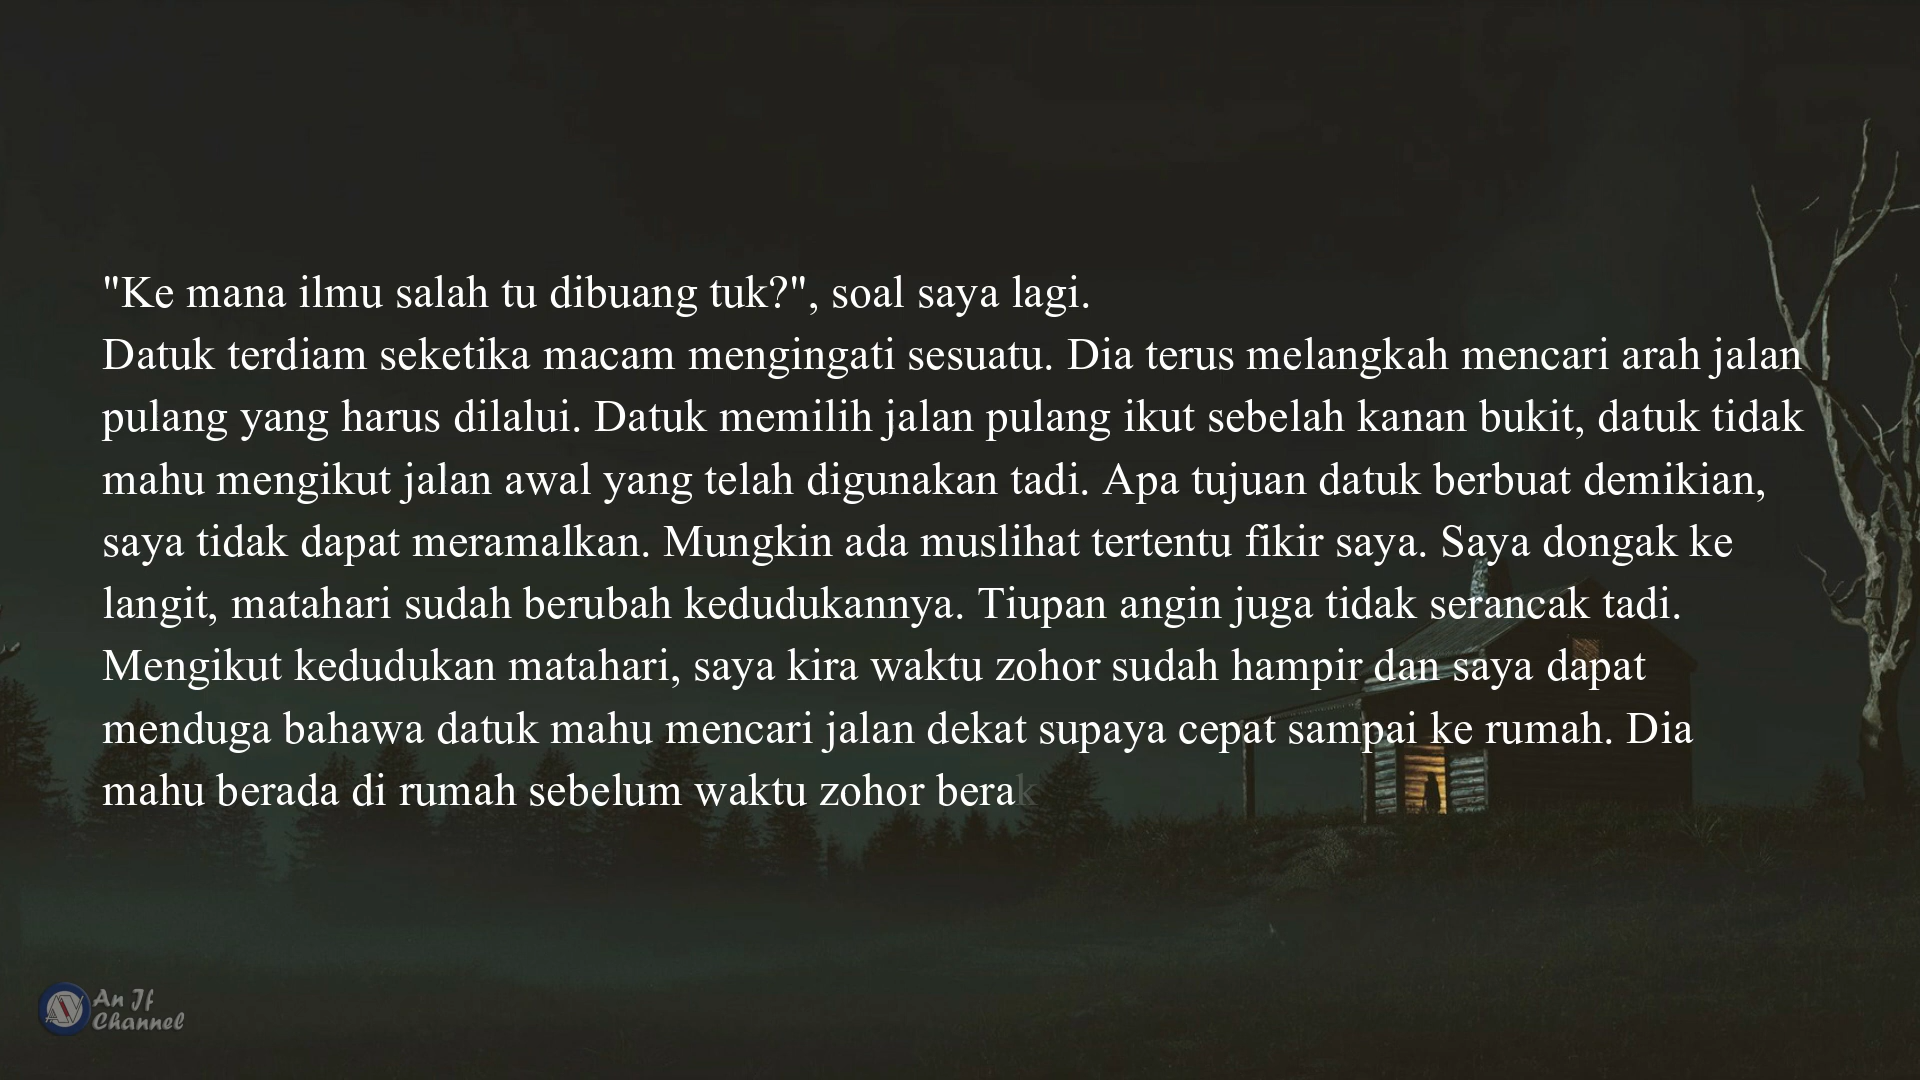 "Ke mana ilmu salah tu dibuang tuk?", soal saya lagi.
Datuk terdiam seketika macam mengingati sesuatu. Dia terus melangkah mencari arah jalan
pulang yang harus dilalui. Datuk memilih jalan pulang ikut sebelah kanan bukit, datuk tidak
mahu mengikut jalan awal yang telah digunakan tadi. Apa tujuan datuk berbuat demikian,
saya tidak dapat meramalkan. Mungkin ada muslihat tertentu fikir saya. Saya dongak ke
langit, matahari sudah berubah kedudukannya. Tiupan angin juga tidak serancak tadi.
Mengikut kedudukan matahari, saya kira waktu zohor sudah hampir dan saya dapat
menduga bahawa datuk mahu mencari jalan dekat supaya cepat sampai ke rumah. Dia
mahu berada di rumah sebelum waktu zohor berak
An If
Channel